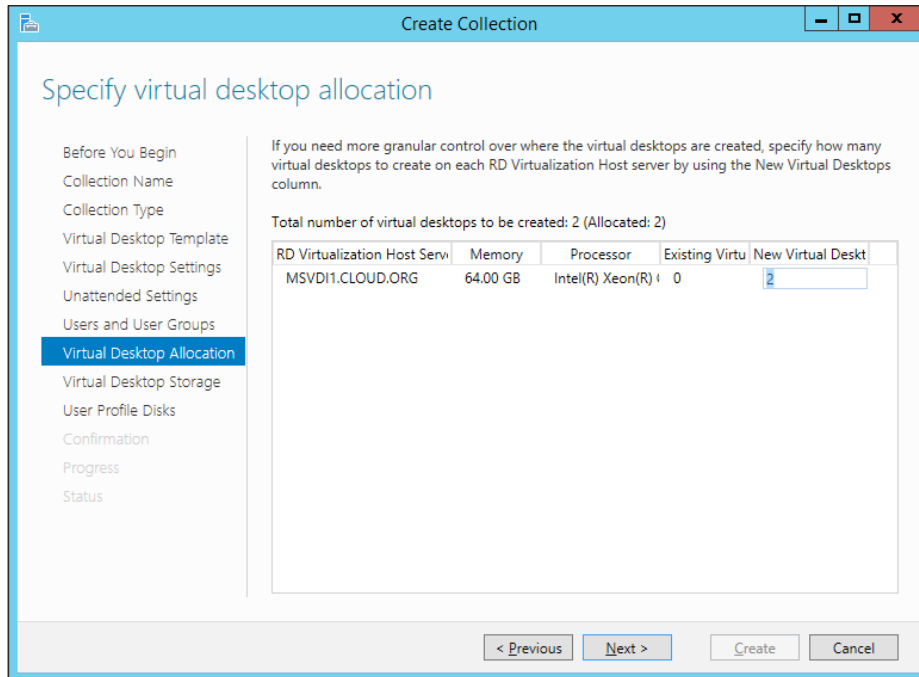 Create Collection
Specify virtual desktop allocation
Before You Begin
Collection Name
Collection Type
Virtual Desktop Template
Virtual Desktop Settings
Unattended Settings
Users and User Groups
Virtual Desktop Allocation
Virtual Desktop Storage
User Profile Disks
Confirmation
Progress
Status
If you need more granular control over where the virtual desktops are created, specify how many
virtual desktops to create on each RD Virtualization Host server by using the New Virtual Desktops
column.
Total number of virtual desktops to be created: 2 (Allocated: 2)
RD Virtualization Host Serv Memory Processor Existing Virtu New Virtual Deskt
MSVDI1.CLOUD.ORG 64.00 GB Intel(R) Xeon(R) 0 2
< Previous Next > Create Cancel